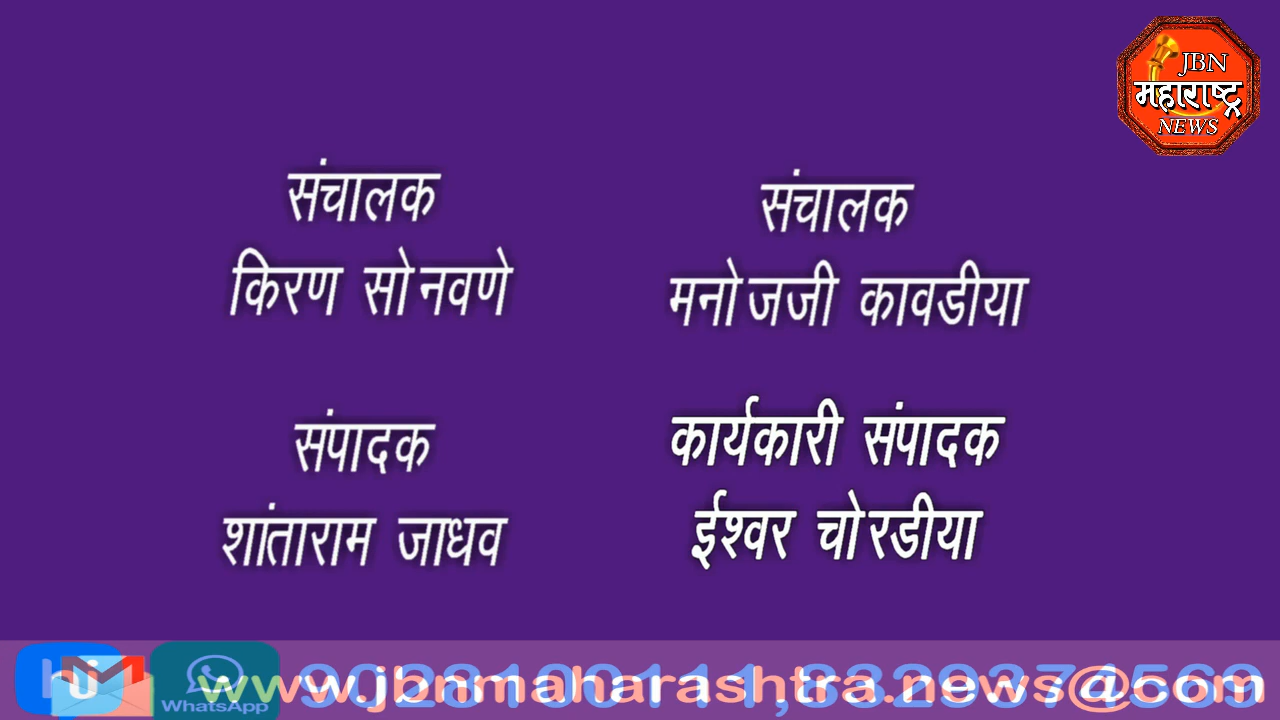 JBN
महाराष्ट्र
NEWS
संचालक
किरण सोनवणे
संचालक
मनोजजी कावडीया
संपादक
शांताराम जाधव
कार्यकारी संपादक
ईश्वर चोरडीया
hi
WhatsApp
www.jbnmaharashtra.news@com